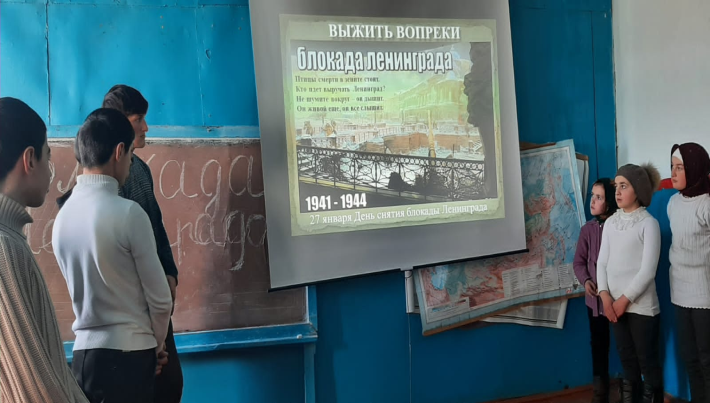 ВЫЖИТЬ ВОПРЕКИ
блокада ленинграда
Птицы смерти в зените стоят.
Кто идет выручать Ленинград?
Не шумите вокруг – он дышит,
Он живой еще, он все слышит:
1941 - 1944
27 января День снятия блокады Ленинграда